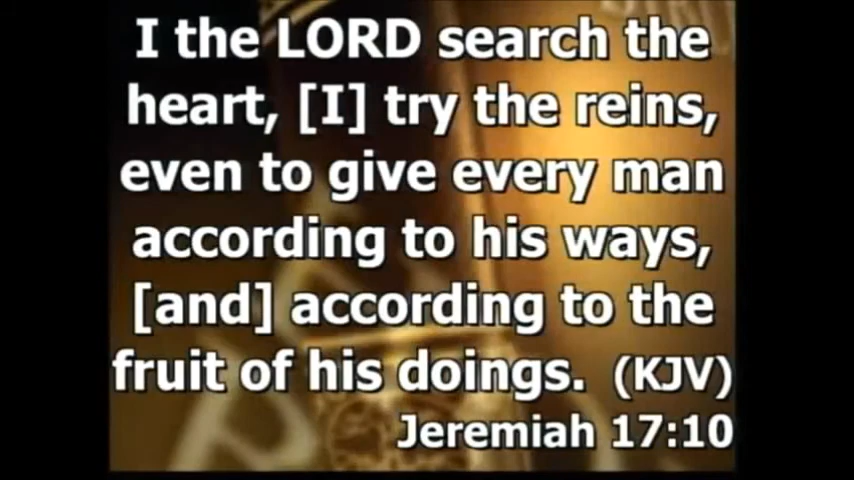 I the LORD search the
heart, [I] try the reins,
even to give every man
according to his ways,
[and] according to the
fruit of his doings. (KJV)
Jeremiah 17:10